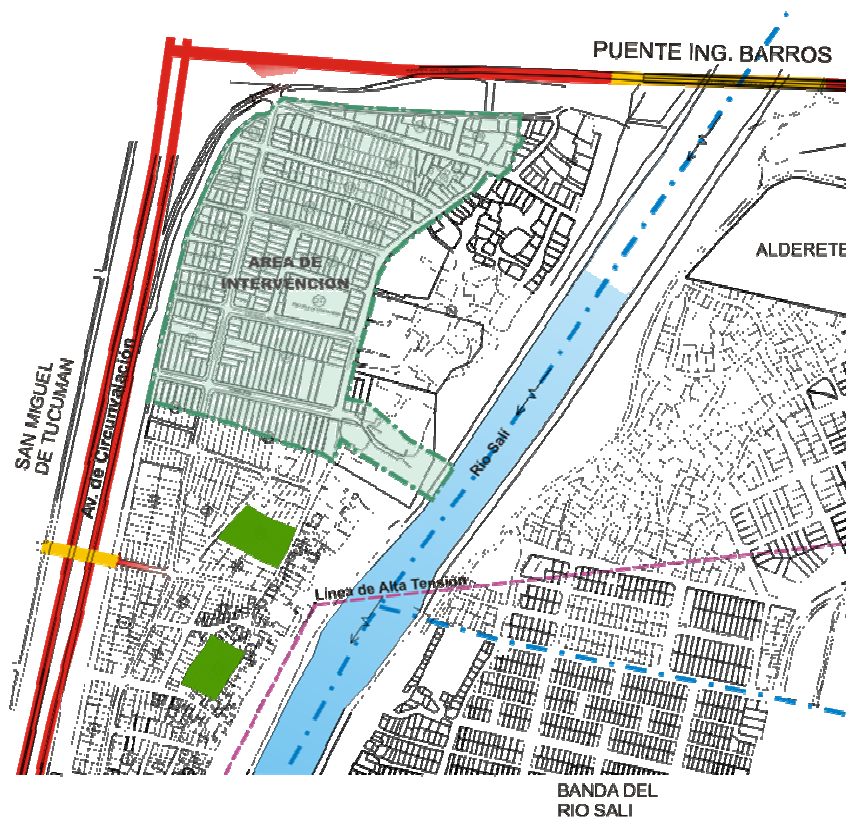 PUENTE ING. BARROS
ALDERETE
AREA DE
INTERVENCION
SAN MIGUEL
DE TUCUMAN
Av. de Circunvalación
Río Salí
Línea de Alta Tensión
BANDA DEL
RIO SALI